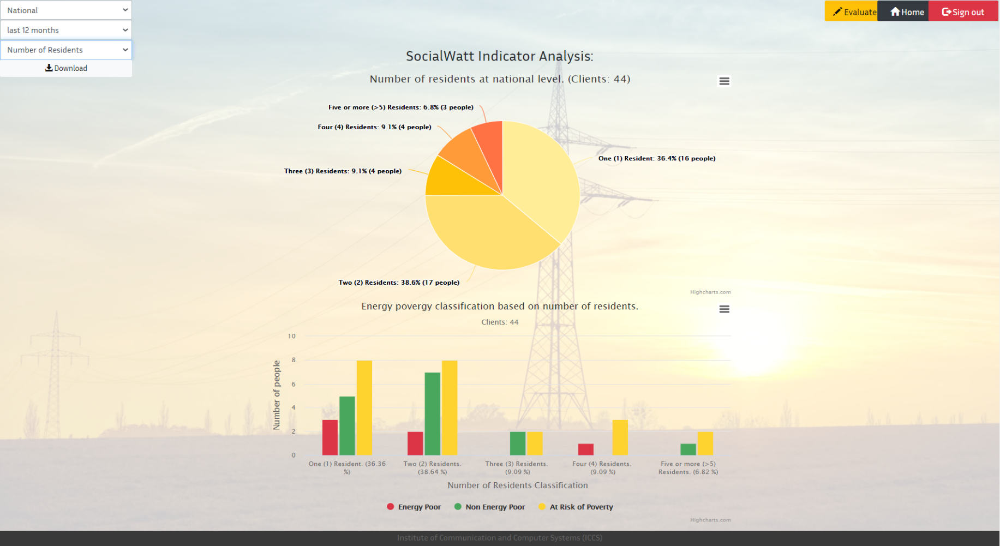 National
last 12 months
Number of Residents
Download
Evaluate
Home
Sign out
SocialWatt Indicator Analysis:
Number of residents at national level. (Clients: 44)
Five or more (>5) Residents: 6.8% (3 people)
Four (4) Residents: 9.1% (4 people)
One (1) Resident: 36.4% (16 people)
Three (3) Residents: 9.1% (4 people)
Two (2) Residents: 38.6% (17 people)
Highcharts.com
Energy povergy classification based on number of residents.
Clients: 44
Number of people
10
8
6
4
2
0
One (1) Resident. (36.36
%)
Two (2) Residents.
(38.64 %)
Three (3) Residents.
(9.09 %)
Four (4) Residents.
(9.09 %)
Five or more (>5)
Residents. (6.82 %)
Number of Residents Classification
Energy Poor
Non Energy Poor
At Risk of Poverty
Highcharts.com
Institute of Communication and Computer Systems (ICCS)